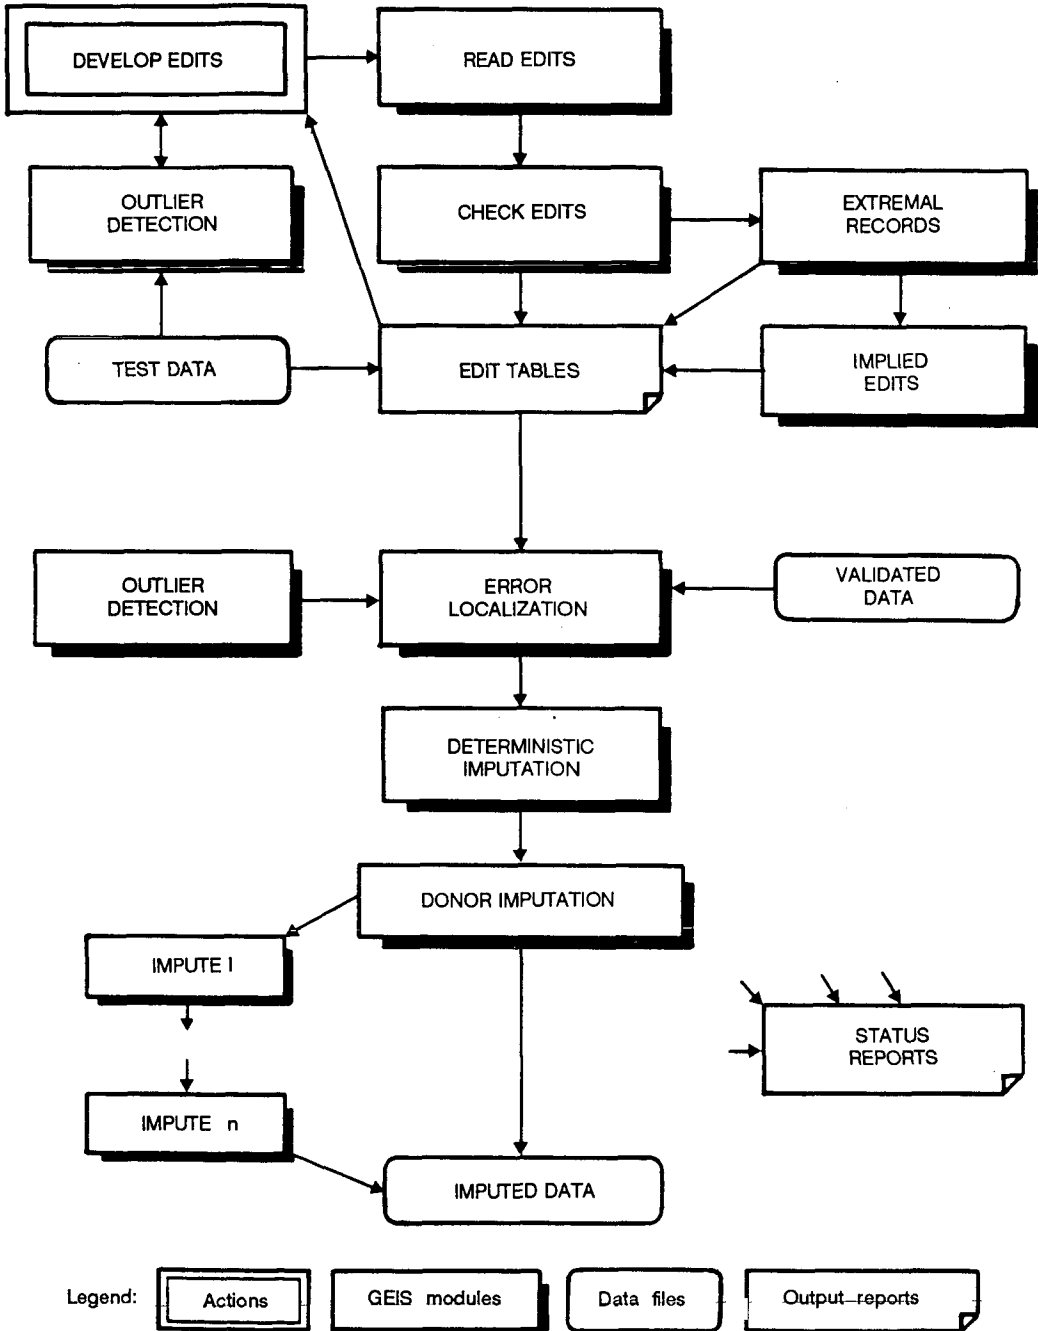 DEVELOP EDITS
READ EDITS
OUTLIER
DETECTION
CHECK EDITS
EXTREMAL
RECORDS
TEST DATA
EDIT TABLES
IMPLIED
EDITS
OUTLIER
DETECTION
ERROR
LOCALIZATION
VALIDATED
DATA
DETERMINISTIC
IMPUTATION
DONOR IMPUTATION
IMPUTE I
STATUS
REPORTS
IMPUTE n
IMPUTED DATA
Legend:
Actions
GEIS modules
Data files
Output reports